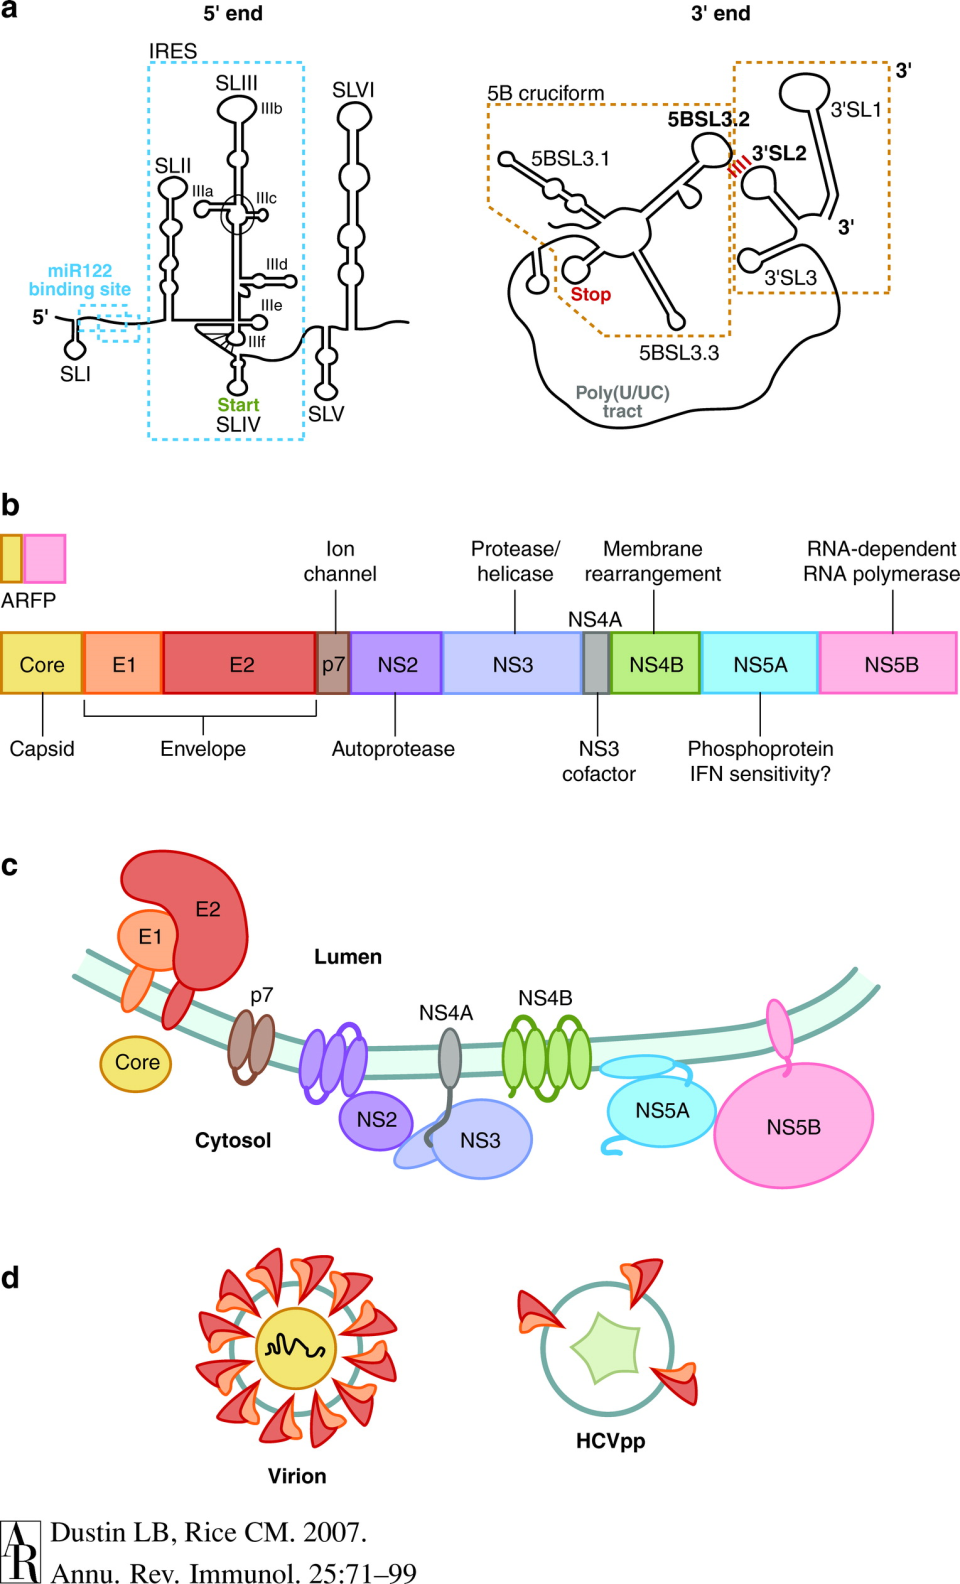 a
5' end
3' end
IRES
SLIII
IIIb
SLVI
SLII
IIIa
IIIc
IIId
IIIe
IIIf
miR122
binding site
5'
SLI
Start
SLIV
SLV
3'
5B cruciform
5BSL3.2
3'SL1
5BSL3.1
3'SL2
3'
3'SL3
Stop
5BSL3.3
Poly(U/UC)
tract
b
ARFP
Ion
channel
Protease/
helicase
Membrane
rearrangement
RNA-dependent
RNA polymerase
NS4A
Core
E1
E2
p7
NS2
NS3
NS4B
NS5A
NS5B
Capsid
Envelope
Autoprotease
NS3
cofactor
Phosphoprotein
IFN sensitivity?
c
E2
E1
Lumen
p7
NS4A
NS4B
Core
NS2
NS3
NS5A
NS5B
Cytosol
d
Virion
HCVpp
AR
Dustin LB, Rice CM. 2007.
Annu. Rev. Immunol. 25:71–99